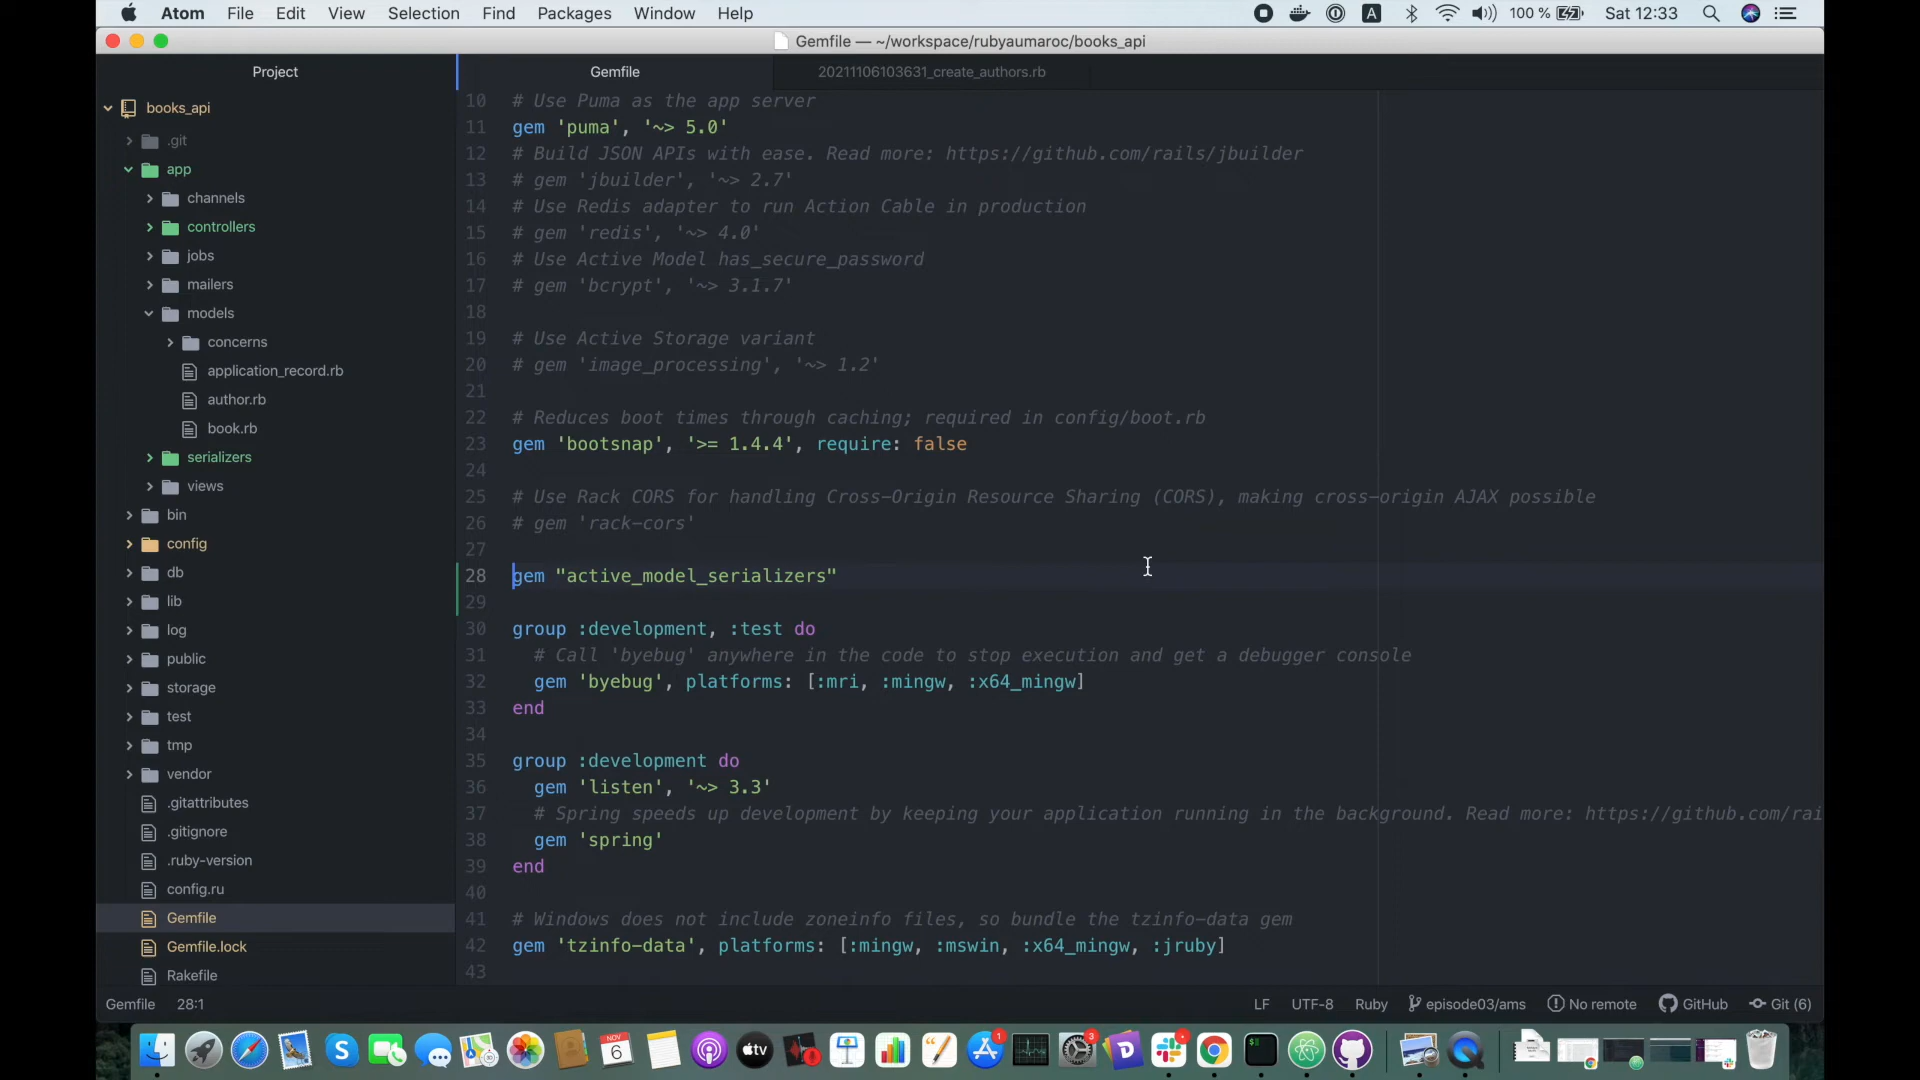 Atom File Edit View Selection Find Packages Window Help
A 100 % Sat 12:33
Gemfile — ~/workspace/rubyaumaroc/books_api
Project
books_api
.git
app
channels
controllers
jobs
mailers
models
concerns
application_record.rb
author.rb
book.rb
serializers
views
bin
config
db
lib
log
public
storage
test
tmp
vendor
.gitattributes
.gitignore
.ruby-version
config.ru
Gemfile
Gemfile.lock
Rakefile
Gemfile 20211106103631_create_authors.rb
10 # Use Puma as the app server
11 gem 'puma', '~> 5.0'
12 # Build JSON APIs with ease. Read more: https://github.com/rails/jbuilder
13 # gem 'jbuilder', '~> 2.7'
14 # Use Redis adapter to run Action Cable in production
15 # gem 'redis', '~> 4.0'
16 # Use Active Model has_secure_password
17 # gem 'bcrypt', '~> 3.1.7'
18
19 # Use Active Storage variant
20 # gem 'image_processing', '~> 1.2'
21
22 # Reduces boot times through caching; required in config/boot.rb
23 gem 'bootsnap', '>= 1.4.4', require: false
24
25 # Use Rack CORS for handling Cross-Origin Resource Sharing (CORS), making cross-origin AJAX possible
26 # gem 'rack-cors'
27
28 gem "active_model_serializers"
29
30 group :development, :test do
31 # Call 'byebug' anywhere in the code to stop execution and get a debugger console
32 gem 'byebug', platforms: [:mri, :mingw, :x64_mingw]
33 end
34
35 group :development do
36 gem 'listen', '~> 3.3'
37 # Spring speeds up development by keeping your application running in the background. Read more: https://github.com/rai
38 gem 'spring'
39 end
40
41 # Windows does not include zoneinfo files, so bundle the tzinfo-data gem
42 gem 'tzinfo-data', platforms: [:mingw, :mswin, :x64_mingw, :jruby]
43
Gemfile 28:1 LF UTF-8 Ruby episode03/ams No remote GitHub Git (6)
NOV
6
tv
1
3